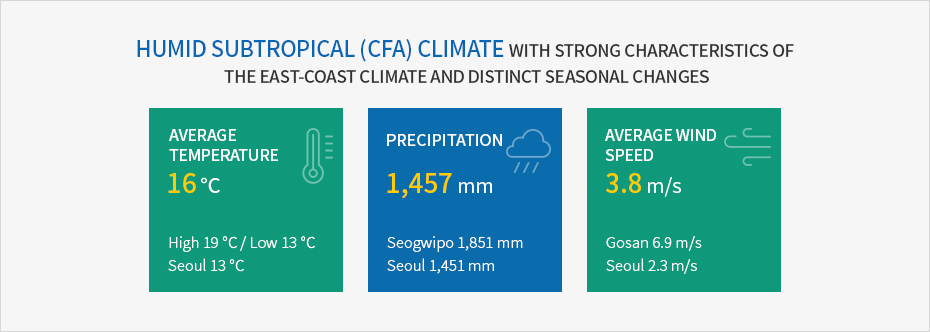 HUMID SUBTROPICAL (CFA) CLIMATE WITH STRONG CHARACTERISTICS OF
THE EAST-COAST CLIMATE AND DISTINCT SEASONAL CHANGES
AVERAGE
TEMPERATURE
16 °C
High 19 °C / Low 13 °C
Seoul 13 °C
PRECIPITATION
1,457 mm
Seogwipo 1,851 mm
Seoul 1,451 mm
AVERAGE WIND
SPEED
3.8 m/s
Gosan 6.9 m/s
Seoul 2.3 m/s